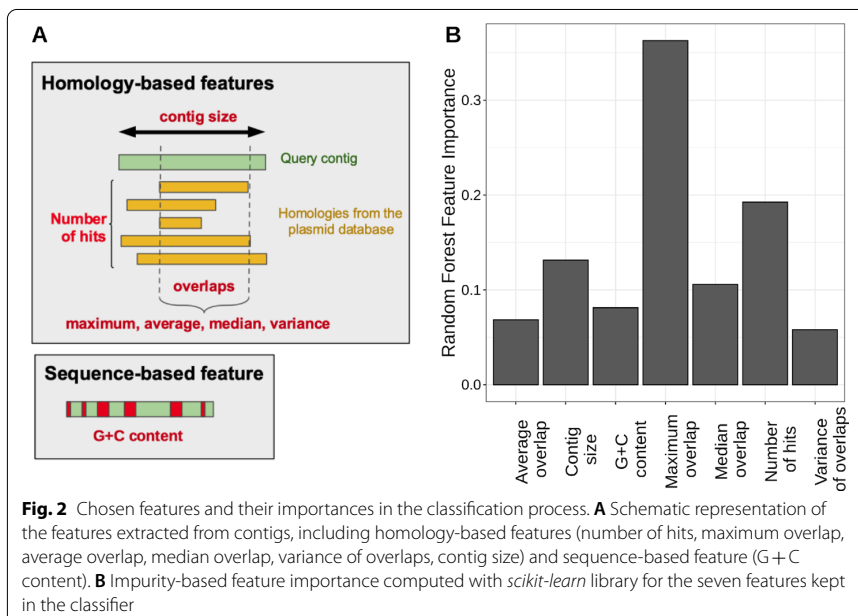 A
Homology-based features
contig size
Query contig
Number
of hits
Homologies from the
plasmid database
overlaps
maximum, average, median, variance
Sequence-based feature
G+C content
B
Random Forest Feature Importance
0.3
0.2
0.1
0.0
Average
overlap
Contig
size
G+C
content
Maximum
overlap
Median
overlap
Number
of hits
Variance
of overlaps
Fig. 2 Chosen features and their importances in the classification process. A Schematic representation of
the features extracted from contigs, including homology-based features (number of hits, maximum overlap,
average overlap, median overlap, variance of overlaps, contig size) and sequence-based feature (G+C
content). B Impurity-based feature importance computed with scikit-learn library for the seven features kept
in the classifier